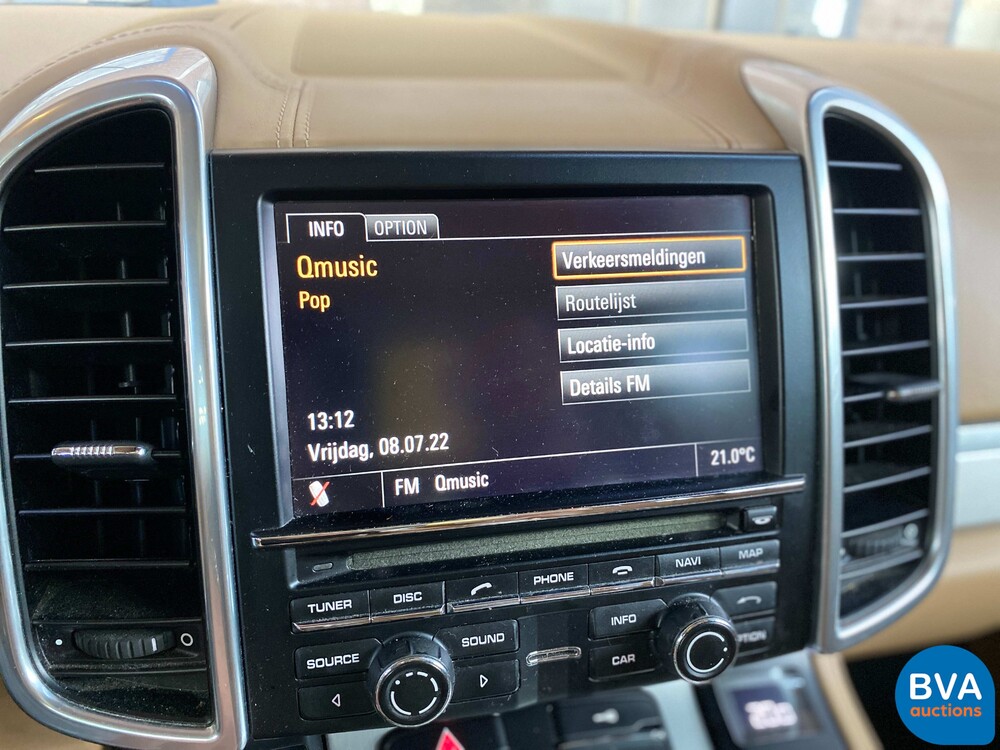 INFO OPTION
Qmusic
Pop
Verkeersmeldingen
Routelijst
Locatie-info
Details FM
13:12
Vrijdag, 08.07.22
FM Qmusic
21.0°C
TUNER DISC PHONE NAVI MAP
SOURCE SOUND INFO
CAR
BVA
auctions